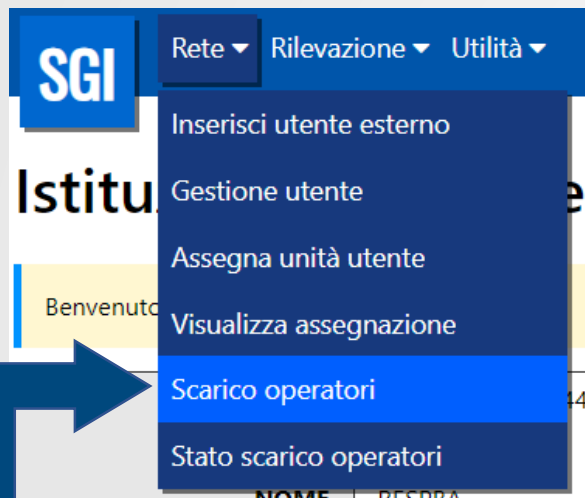 SGI
Rete Rilevazione Utilità
Inserisci utente esterno
Istitu
Gestione utente
Assegna unità utente
Benvenuto
Visualizza assegnazione
Scarico operatori
Stato scarico operatori
NOME